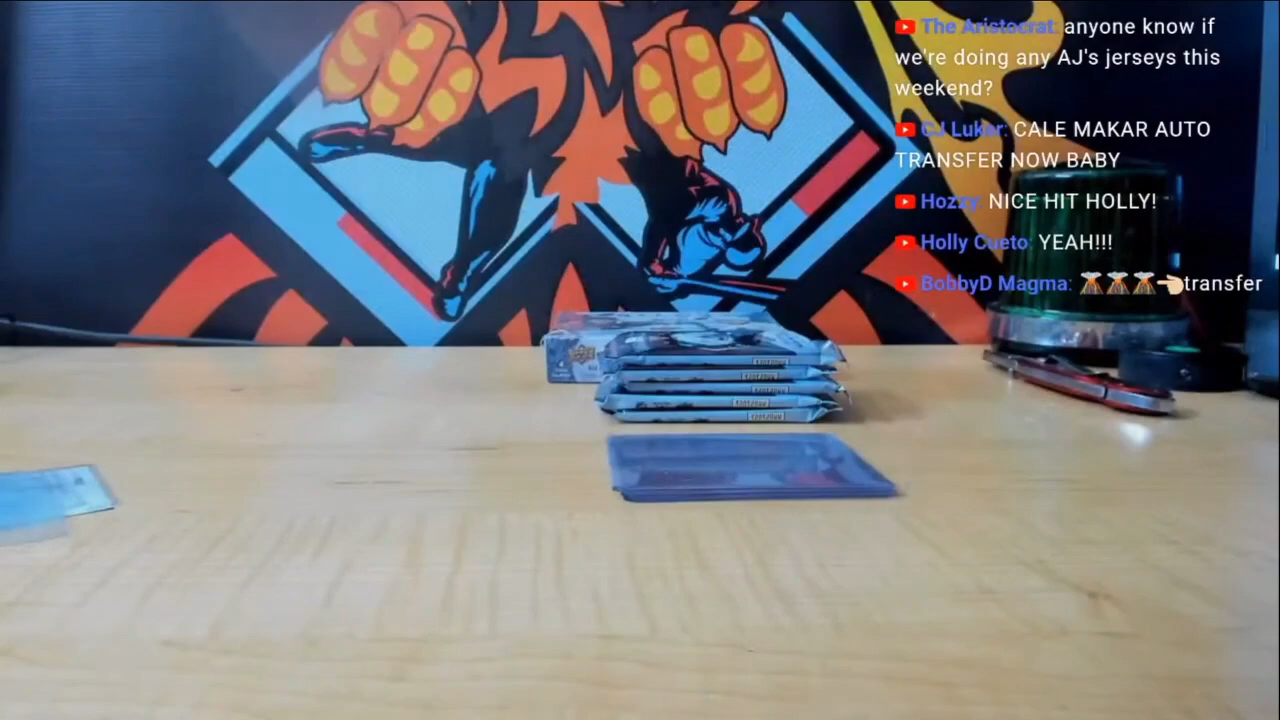 The Aristocrat: anyone know if
we're doing any AJ's jerseys this
weekend?
CJ Lukar: CALE MAKAR AUTO
TRANSFER NOW BABY
Hozzy: NICE HIT HOLLY!
Holly Cueto: YEAH!!!
BobbyD Magma: 🌋🌋🌋👈transfer